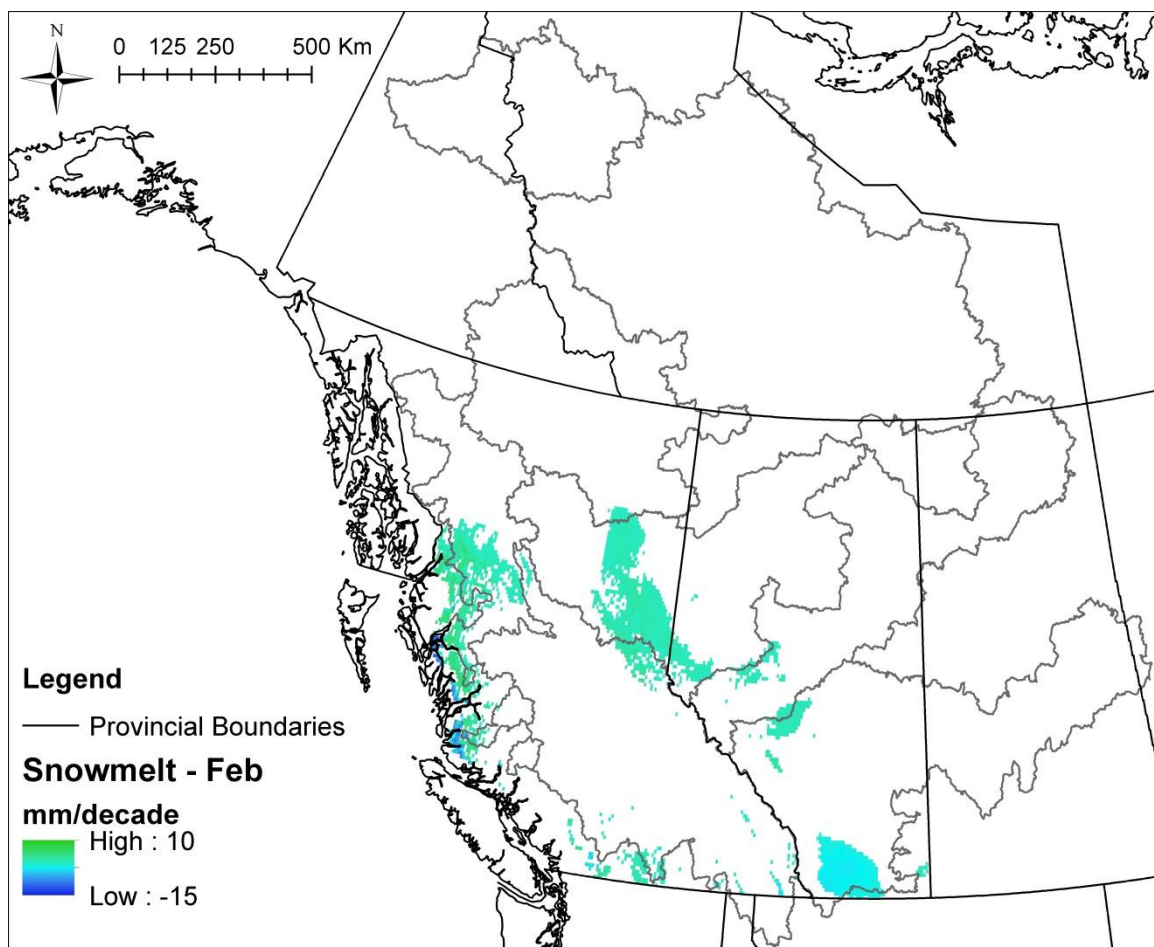 N
0 125 250 500 Km
Legend
Provincial Boundaries
Snowmelt - Feb
mm/decade
High : 10
Low : -15